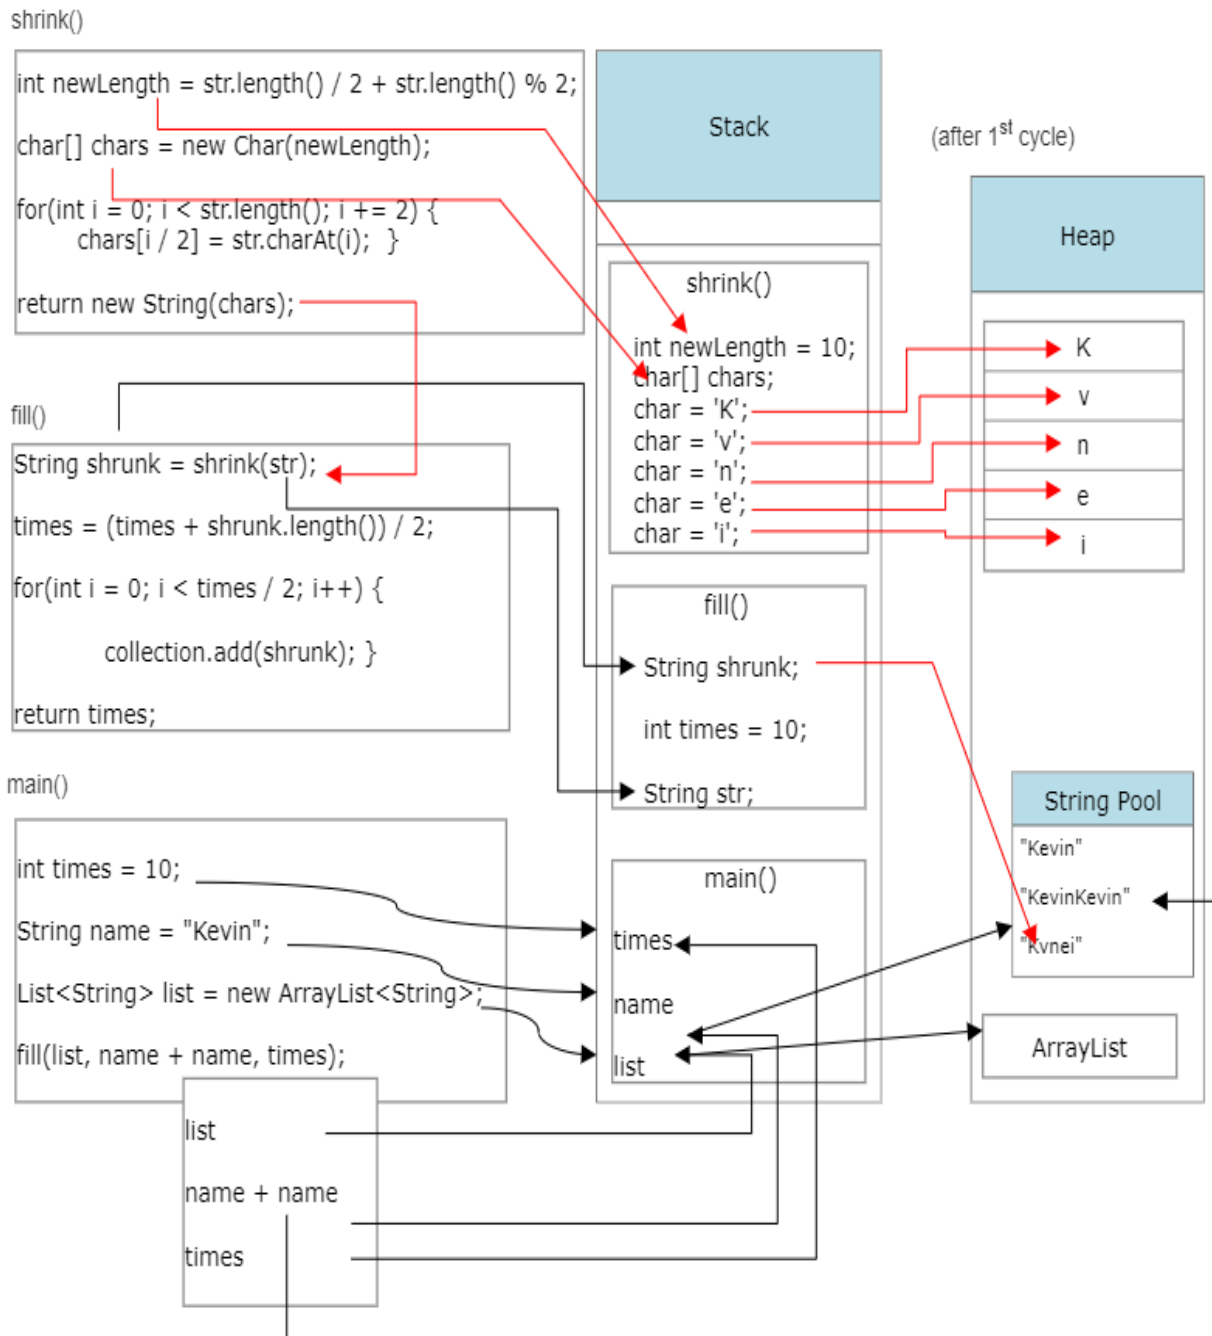 shrink()
int newLength = str.length() / 2 + str.length() % 2;
char[] chars = new Char(newLength);
for(int i = 0; i < str.length(); i += 2) {
chars[i / 2] = str.charAt(i);  }
return new String(chars);
fill()
String shrunk = shrink(str);
times = (times + shrunk.length()) / 2;
for(int i = 0; i < times / 2; i++) {
collection.add(shrunk); }
return times;
main()
int times = 10;
String name = "Kevin";
List<String> list = new ArrayList<String>;
fill(list, name + name, times);
list
name + name
times
Stack
shrink()
int newLength = 10;
char[] chars;
char = 'K';
char = 'v';
char = 'n';
char = 'e';
char = 'i';
fill()
String shrunk;
int times = 10;
String str;
main()
times
name
list
(after 1st cycle)
Heap
K
v
n
e
i
String Pool
"Kevin"
"KevinKevin"
"Kvnei"
ArrayList